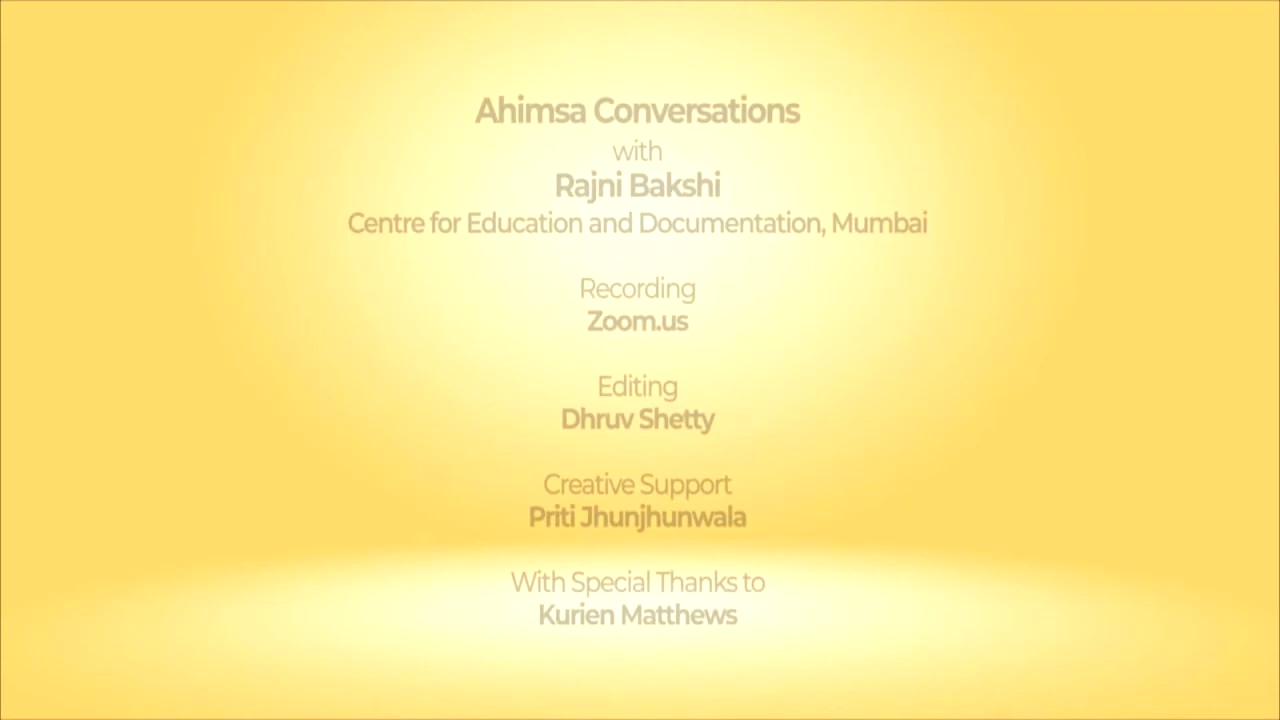 Ahimsa Conversations
with
Rajni Bakshi
Centre for Education and Documentation, Mumbai
Recording
Zoom.us
Editing
Dhruv Shetty
Creative Support
Priti Jhunjhunwala
With Special Thanks to
Kurien Matthews